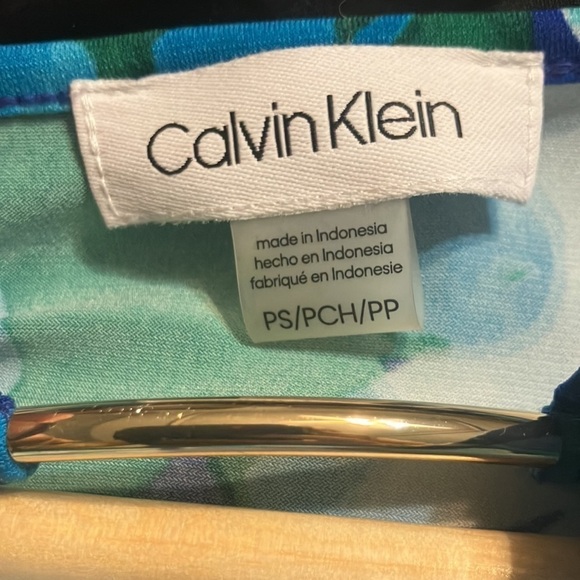 Calvin Klein
made in Indonesia
hecho en Indonesia
fabriqué en Indonesie
PS/PCH/PP